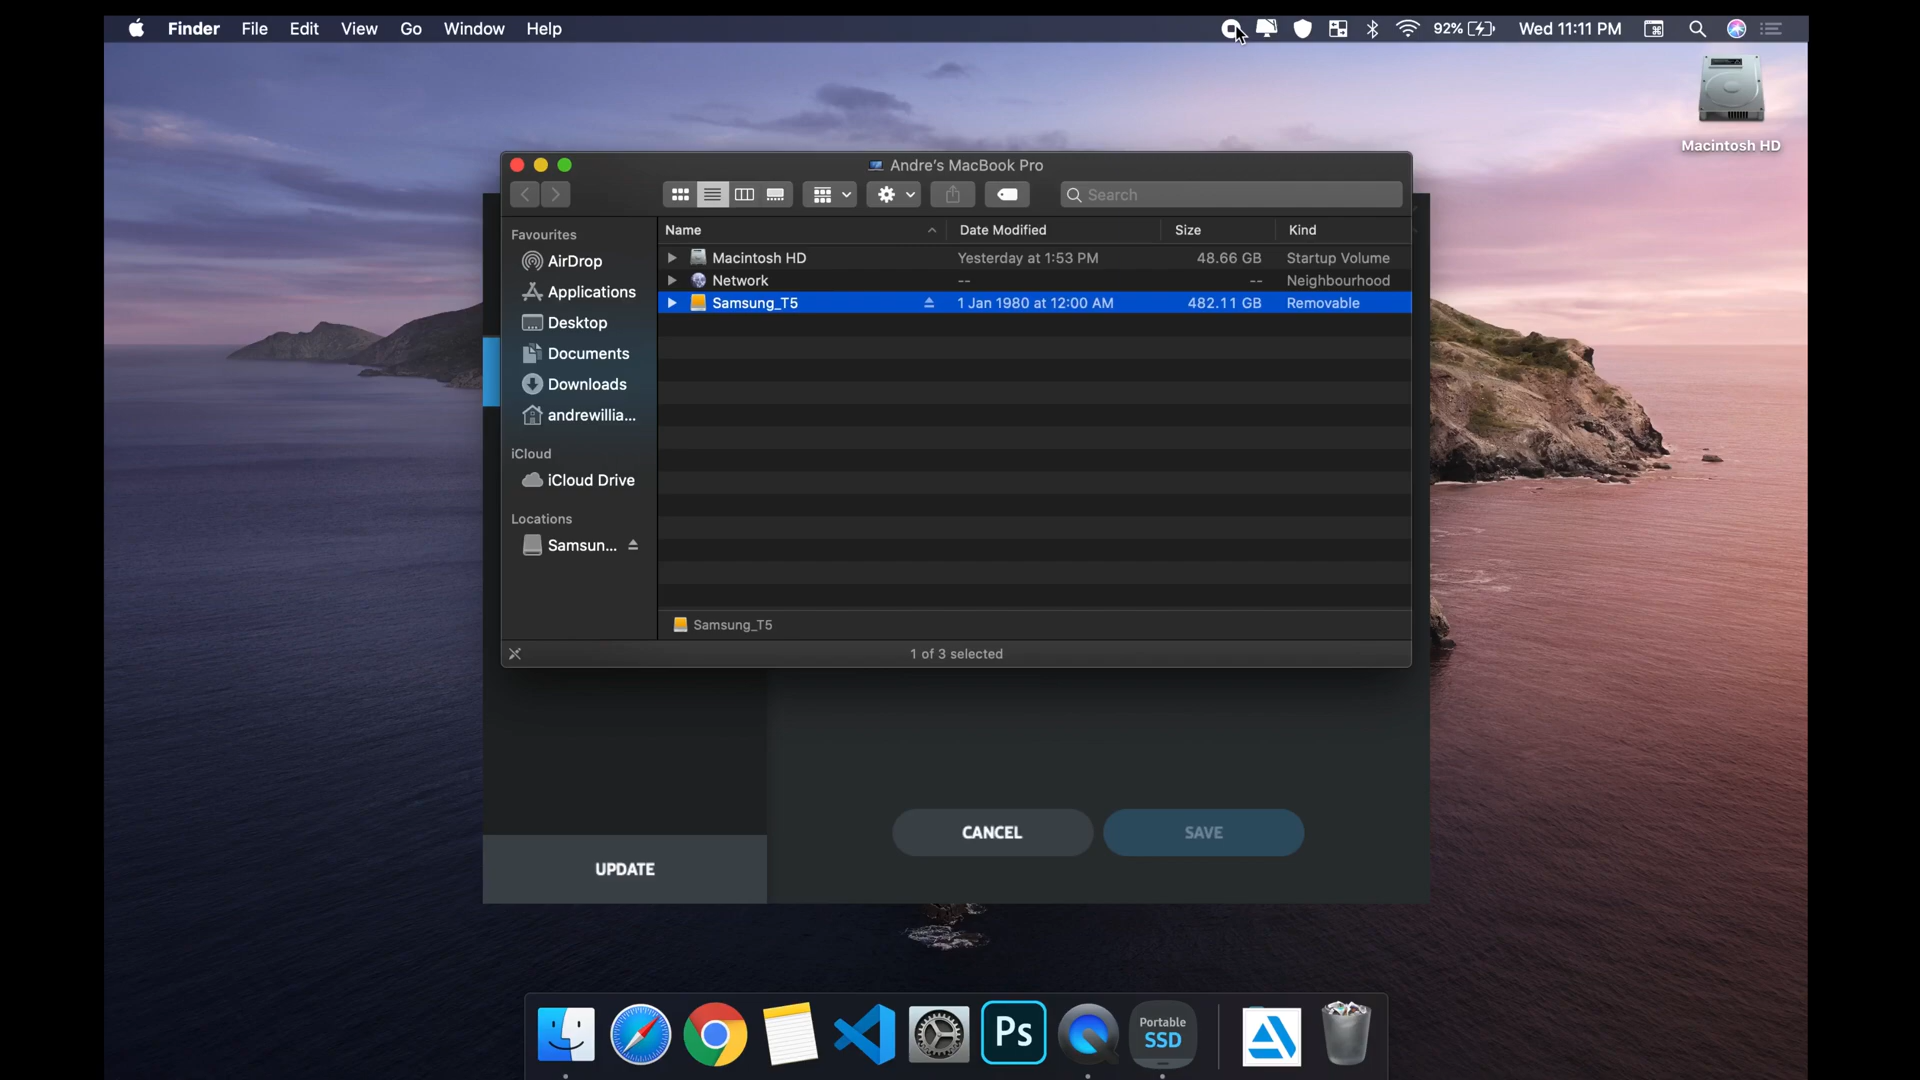 Finder File Edit View Go Window Help 92% Wed 11:11 PM
Macintosh HD
Andre's MacBook Pro
Search
Favourites
AirDrop
Applications
Desktop
Documents
Downloads
andrewillia...
iCloud
iCloud Drive
Locations
Samsun...
Name Date Modified Size Kind
Macintosh HD Yesterday at 1:53 PM 48.66 GB Startup Volume
Network -- -- Neighbourhood
Samsung_T5 1 Jan 1980 at 12:00 AM 482.11 GB Removable
Samsung_T5
1 of 3 selected
CANCEL SAVE
UPDATE
Ps
Portable
SSD